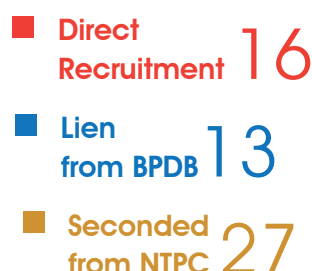 Direct
Recruitment 16
Lien
from BPDB 13
Seconded
from NTPC 27